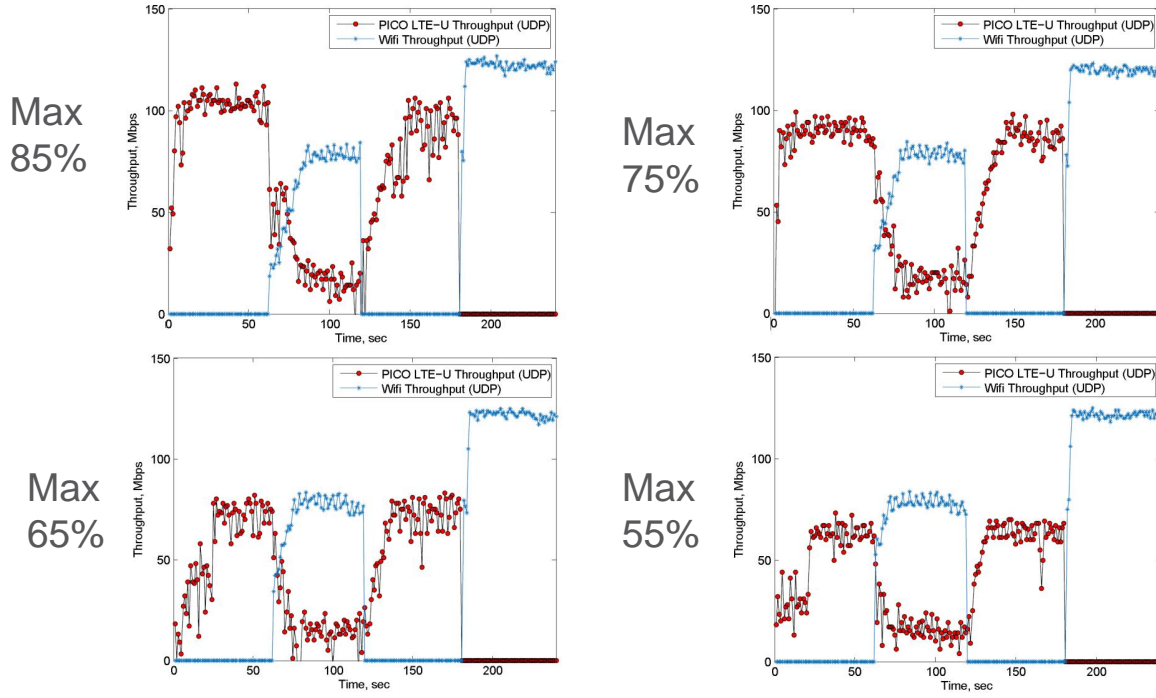 PICO LTE-U Throughput (UDP)
Wifi Throughput (UDP)
Max
85%
Throughput, Mbps
150
100
50
0
0 50 100 150 200
Time, sec
PICO LTE-U Throughput (UDP)
Wifi Throughput (UDP)
Max
75%
Throughput, Mbps
150
100
50
0
0 50 100 150 200
Time, sec
PICO LTE-U Throughput (UDP)
Wifi Throughput (UDP)
Max
65%
Throughput, Mbps
150
100
50
0
0 50 100 150 200
Time, sec
PICO LTE-U Throughput (UDP)
Wifi Throughput (UDP)
Max
55%
Throughput, Mbps
150
100
50
0
0 50 100 150 200
Time, sec